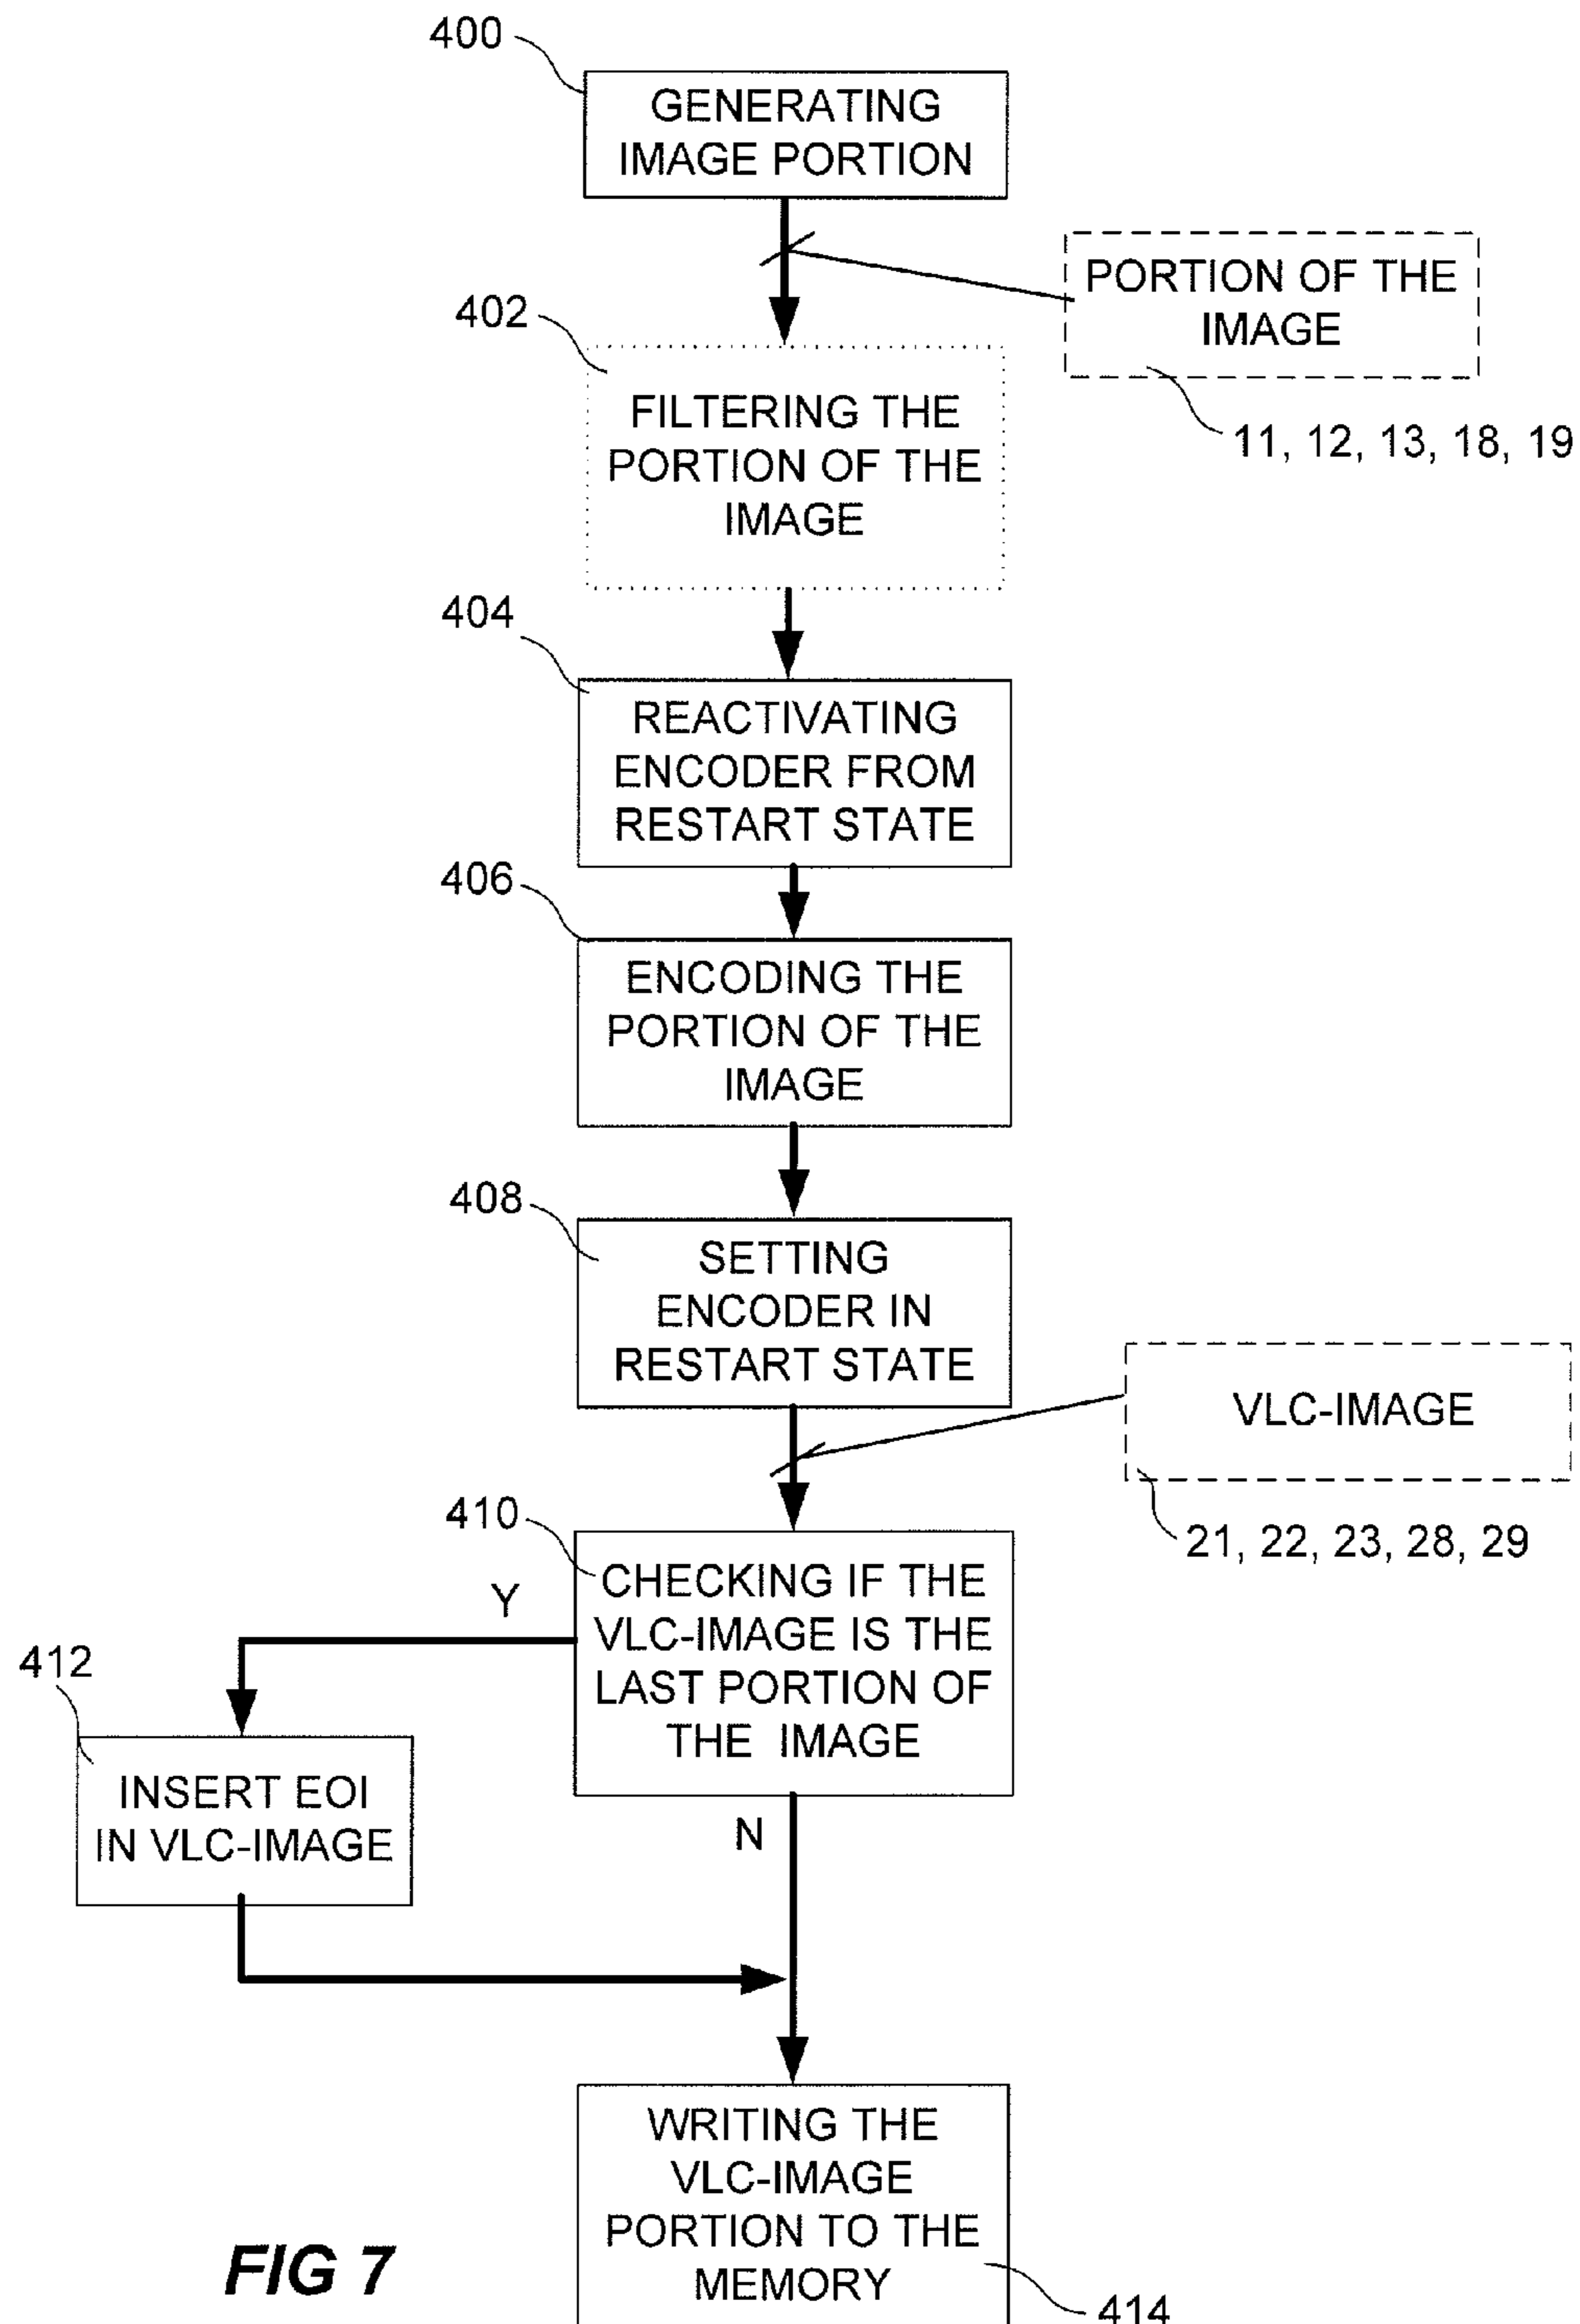 400
GENERATING
IMAGE PORTION
PORTION OF THE
IMAGE
11, 12, 13, 18, 19
402
FILTERING THE
PORTION OF THE
IMAGE
404
REACTIVATING
ENCODER FROM
RESTART STATE
406
ENCODING THE
PORTION OF THE
IMAGE
408
SETTING
ENCODER IN
RESTART STATE
VLC-IMAGE
21, 22, 23, 28, 29
410
CHECKING IF THE
VLC-IMAGE IS THE
LAST PORTION OF
THE IMAGE
Y
412
INSERT EOI
IN VLC-IMAGE
N
WRITING THE
VLC-IMAGE
PORTION TO THE
MEMORY
414
FIG 7